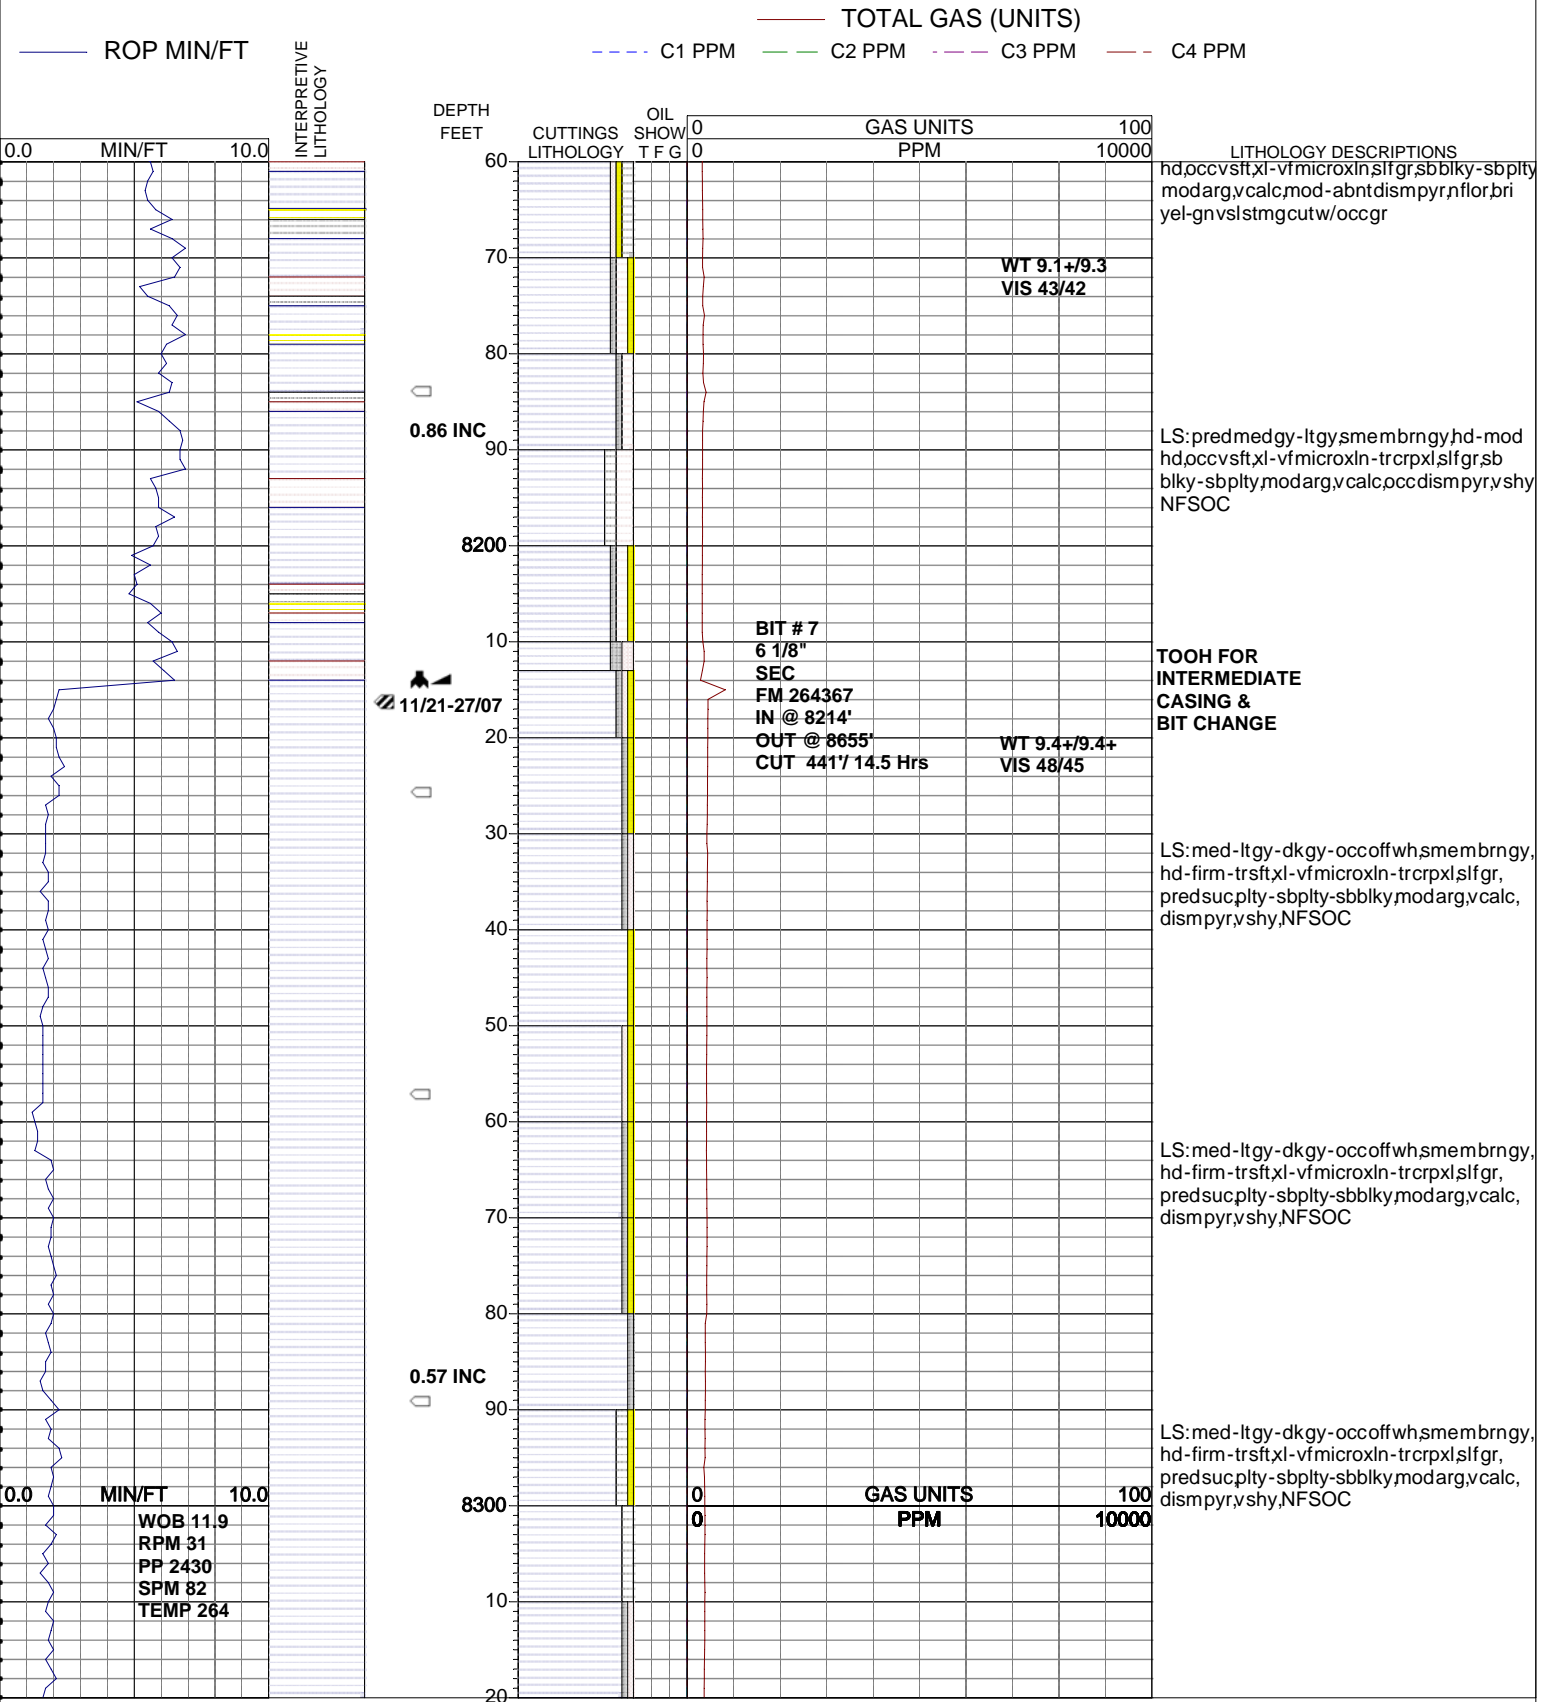 TOTAL GAS (UNITS)
ROP MIN/FT
C1 PPM C2 PPM C3 PPM C4 PPM
INTERPRETIVE
LITHOLOGY
DEPTH
FEET
CUTTINGS
LITHOLOGY
OIL
SHOW
T F G
0 GAS UNITS 100
0.0 MIN/FT 10.0
0 PPM 10000
LITHOLOGY DESCRIPTIONS
60
hd,occvsft,xl-vfmicroxln,slfgr,sbblky-sbplty
modarg,vcalc,mod-abntdismpyr,nflor,bri
yel-gnvslstmgcutw/occgr
70
WT 9.1+/9.3
VIS 43/42
80
0.86 INC
90
LS:predmedgy-ltgy,smembrngy,hd-mod
hd,occvsft,xl-vfmicroxln-trcrpxl,slfgr,sb
blky-sbplty,modarg,vcalc,occdismpyr,vshy
NFSOC
8200
10
BIT # 7
6 1/8"
SEC
FM 264367
IN @ 8214'
OUT @ 8655'
CUT 441'/ 14.5 Hrs
TOOH FOR
INTERMEDIATE
CASING &
BIT CHANGE
11/21-27/07
20
WT 9.4+/9.4+
VIS 48/45
30
LS:med-ltgy-dkgy-occoffwh,smembrngy,
hd-firm-trsft,xl-vfmicroxln-trcrpxl,slfgr,
predsuc,plty-sbplty-sbblky,modarg,vcalc,
dismpyr,vshy,NFSOC
40
50
60
LS:med-ltgy-dkgy-occoffwh,smembrngy,
hd-firm-trsft,xl-vfmicroxln-trcrpxl,slfgr,
predsuc,plty-sbplty-sbblky,modarg,vcalc,
dismpyr,vshy,NFSOC
70
80
0.57 INC
90
LS:med-ltgy-dkgy-occoffwh,smembrngy,
hd-firm-trsft,xl-vfmicroxln-trcrpxl,slfgr,
predsuc,plty-sbplty-sbblky,modarg,vcalc,
dismpyr,vshy,NFSOC
0.0 MIN/FT 10.0
0 GAS UNITS 100
8300
0 PPM 10000
WOB 11.9
RPM 31
PP 2430
SPM 82
TEMP 264
10
20